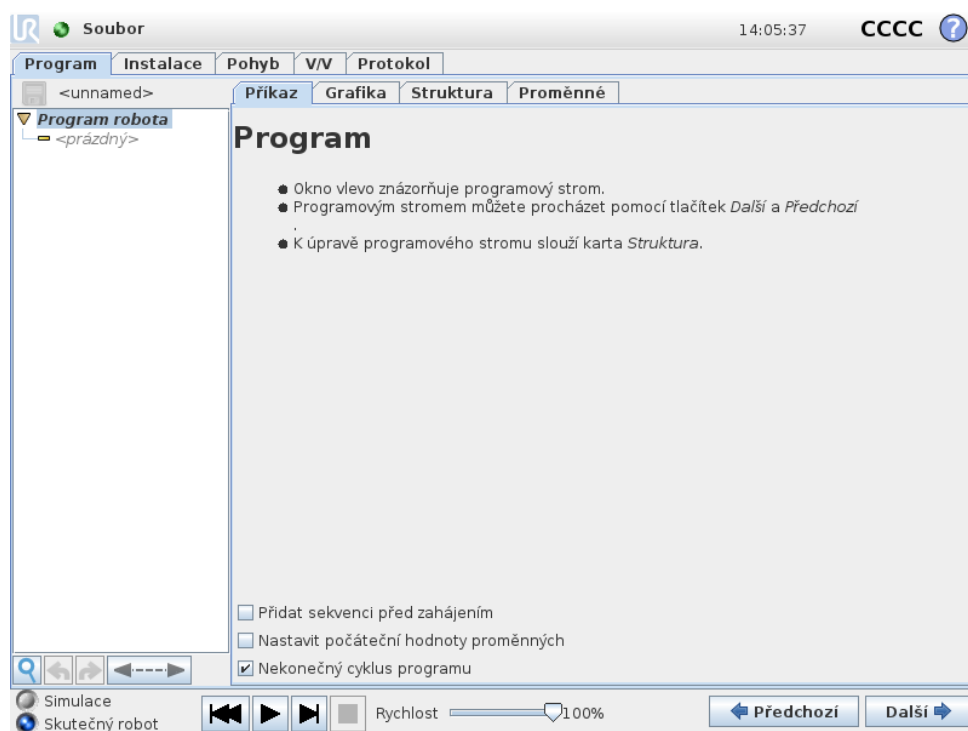 UR Soubor 14:05:37 CCCC ?
Program Instalace Pohyb V/V Protokol
<unnamed>
Příkaz Grafika Struktura Proměnné
Program robota
<prázdný>
Program
Okno vlevo znázorňuje programový strom.
Programovým stromem můžete procházet pomocí tlačítek Další a Předchozí
.
K úpravě programového stromu slouží karta Struktura.
Přidat sekvenci před zahájením
Nastavit počáteční hodnoty proměnných
Nekonečný cyklus programu
Simulace
Skutečný robot
Rychlost 100%
Předchozí Další